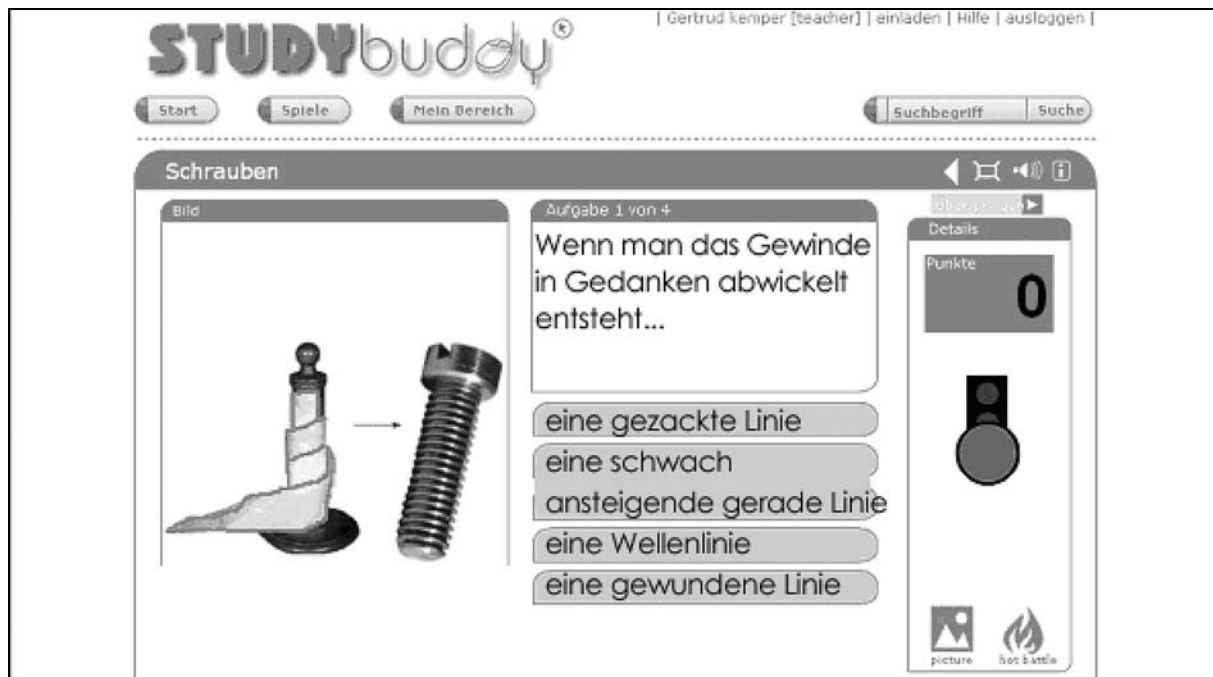 | Gertrud kemper [teacher] | einladen | Hilfe | ausloggen |
STUDYbuddy
Start
Spiele
Mein Bereich
Suchbegriff
Suche
Schrauben
Bild
Aufgabe 1 von 4
Wenn man das Gewinde
in Gedanken abwickelt
entsteht...
eine gezackte Linie
eine schwach
ansteigende gerade Linie
eine Wellenlinie
eine gewundene Linie
Details
Punkte
0
picture
hot battle